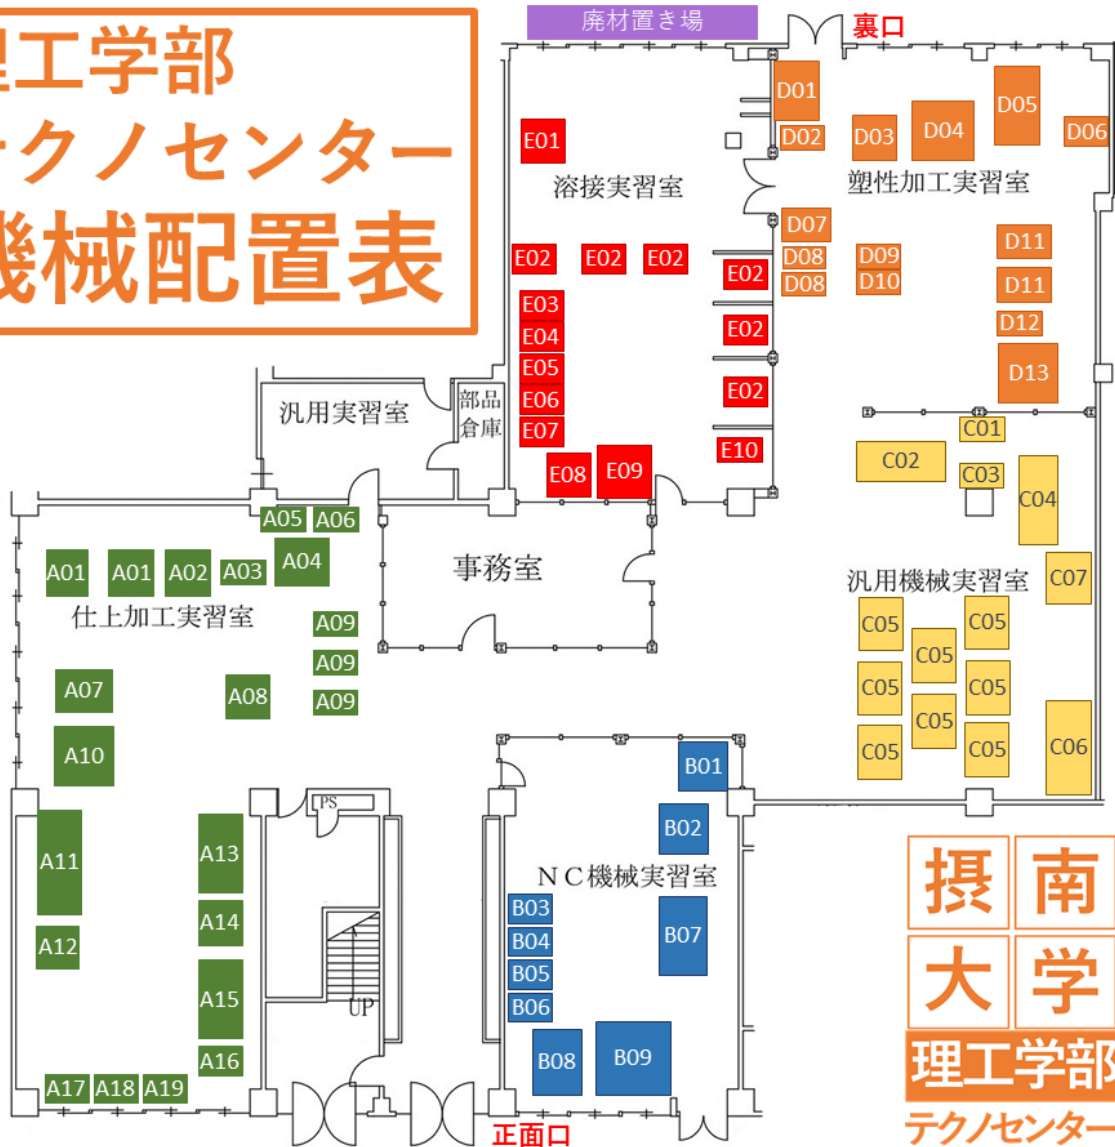 理工学部
テクノセンター
機械配置表
廃材置き場
裏口
D01
D02
D03
D04
D05
D06
塑性加工実習室
D07
D08
D08
D09
D10
D11
D11
D12
D13
E01
溶接実習室
E02
E02
E02
E02
E02
E02
E03
E04
E05
E06
E07
E08
E09
E10
汎用実習室
部品
倉庫
事務室
C01
C02
C03
C04
C07
汎用機械実習室
C05
C05
C05
C05
C05
C05
C05
C05
C06
A05
A06
A01
A01
A02
A03
A04
仕上加工実習室
A09
A09
A09
A07
A08
A10
A11
A12
A13
A14
A15
A16
A17
A18
A19
PS
UP
B01
B02
NC機械実習室
B03
B04
B05
B06
B07
B08
B09
正面口
摂南
大学
理工学部
テクノセンター